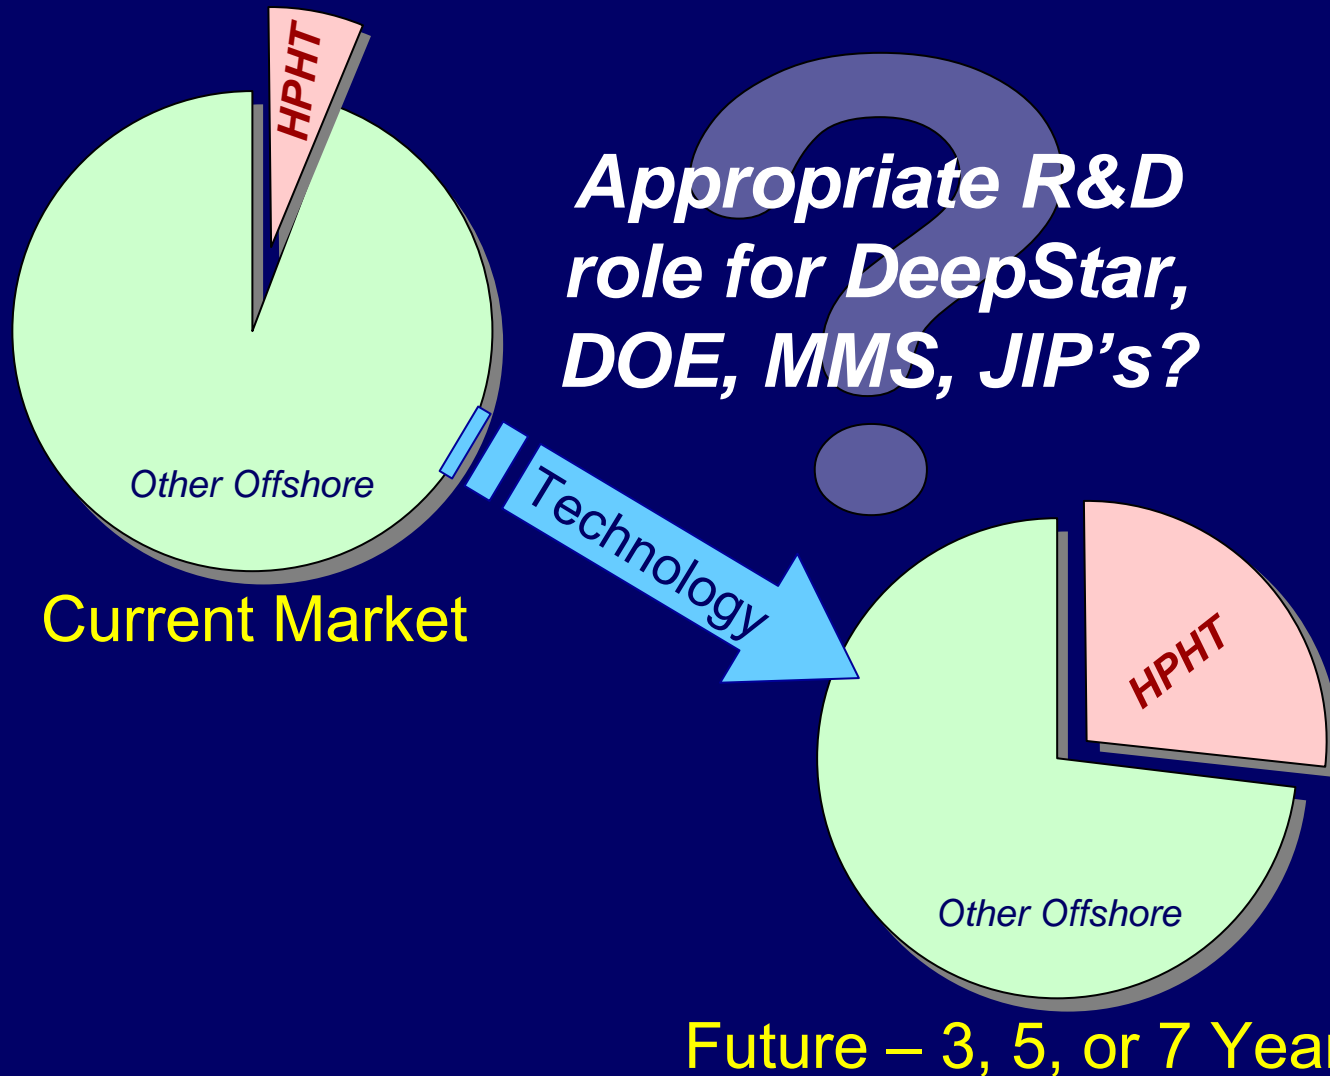 HPHT
Appropriate R&D
role for DeepStar,
DOE, MMS, JIP’s?
Other Offshore
Technology
Current Market
HPHT
Other Offshore
Future – 3, 5, or 7 Year